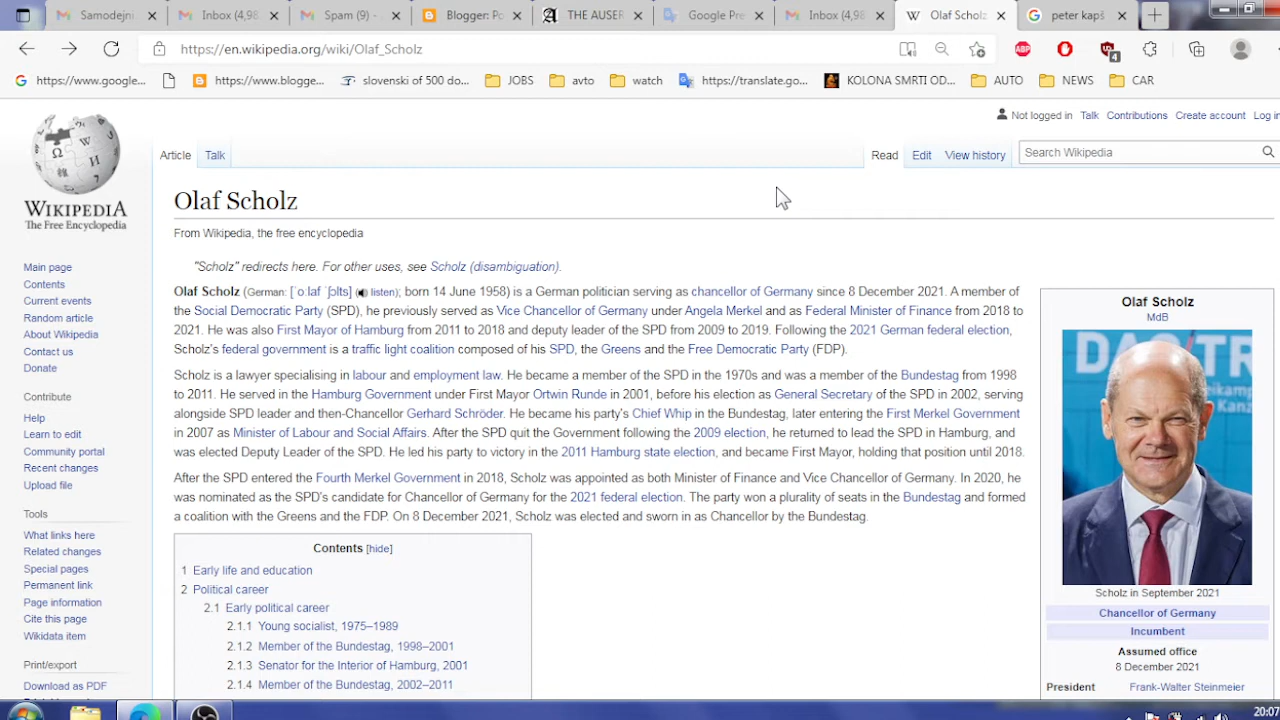 Samodejni
Inbox (4,98
Spam (9) -
Blogger: Po
THE AUSER
Google Pre
Inbox (4,98
Olaf Scholz
peter kapš
https://en.wikipedia.org/wiki/Olaf_Scholz
ABP
4
https://www.google...
https://www.blogge...
slovenski of 500 do...
JOBS
avto
watch
https://translate.go...
KOLONA SMRTI OD...
AUTO
NEWS
CAR
Not logged in Talk Contributions Create account Log in
Article Talk
Read Edit View history
Search Wikipedia
WIKIPEDIA
The Free Encyclopedia
Main page
Contents
Current events
Random article
About Wikipedia
Contact us
Donate
Contribute
Help
Learn to edit
Community portal
Recent changes
Upload file
Tools
What links here
Related changes
Special pages
Permanent link
Page information
Cite this page
Wikidata item
Print/export
Download as PDF
Olaf Scholz
From Wikipedia, the free encyclopedia
"Scholz" redirects here. For other uses, see Scholz (disambiguation).
Olaf Scholz (German: [ˈoːlaf ˈʃɔlts] listen); born 14 June 1958) is a German politician serving as chancellor of Germany since 8 December 2021. A member of
the Social Democratic Party (SPD), he previously served as Vice Chancellor of Germany under Angela Merkel and as Federal Minister of Finance from 2018 to
2021. He was also First Mayor of Hamburg from 2011 to 2018 and deputy leader of the SPD from 2009 to 2019. Following the 2021 German federal election,
Scholz's federal government is a traffic light coalition composed of his SPD, the Greens and the Free Democratic Party (FDP).
Scholz is a lawyer specialising in labour and employment law. He became a member of the SPD in the 1970s and was a member of the Bundestag from 1998
to 2011. He served in the Hamburg Government under First Mayor Ortwin Runde in 2001, before his election as General Secretary of the SPD in 2002, serving
alongside SPD leader and then-Chancellor Gerhard Schröder. He became his party's Chief Whip in the Bundestag, later entering the First Merkel Government
in 2007 as Minister of Labour and Social Affairs. After the SPD quit the Government following the 2009 election, he returned to lead the SPD in Hamburg, and
was elected Deputy Leader of the SPD. He led his party to victory in the 2011 Hamburg state election, and became First Mayor, holding that position until 2018.
After the SPD entered the Fourth Merkel Government in 2018, Scholz was appointed as both Minister of Finance and Vice Chancellor of Germany. In 2020, he
was nominated as the SPD's candidate for Chancellor of Germany for the 2021 federal election. The party won a plurality of seats in the Bundestag and formed
a coalition with the Greens and the FDP. On 8 December 2021, Scholz was elected and sworn in as Chancellor by the Bundestag.
Contents [hide]
1 Early life and education
2 Political career
2.1 Early political career
2.1.1 Young socialist, 1975–1989
2.1.2 Member of the Bundestag, 1998–2001
2.1.3 Senator for the Interior of Hamburg, 2001
2.1.4 Member of the Bundestag, 2002–2011
Olaf Scholz
MdB
Scholz in September 2021
Chancellor of Germany
Incumbent
Assumed office
8 December 2021
President Frank-Walter Steinmeier
20:07